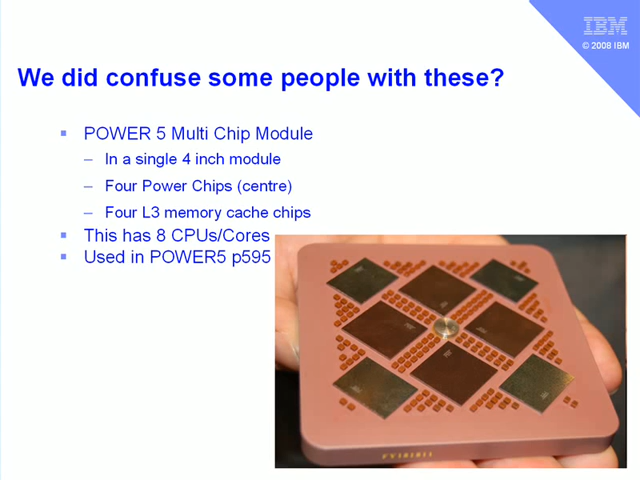 IBM
© 2008 IBM
We did confuse some people with these?
POWER 5 Multi Chip Module
– In a single 4 inch module
– Four Power Chips (centre)
– Four L3 memory cache chips
This has 8 CPUs/Cores
Used in POWER5 p595